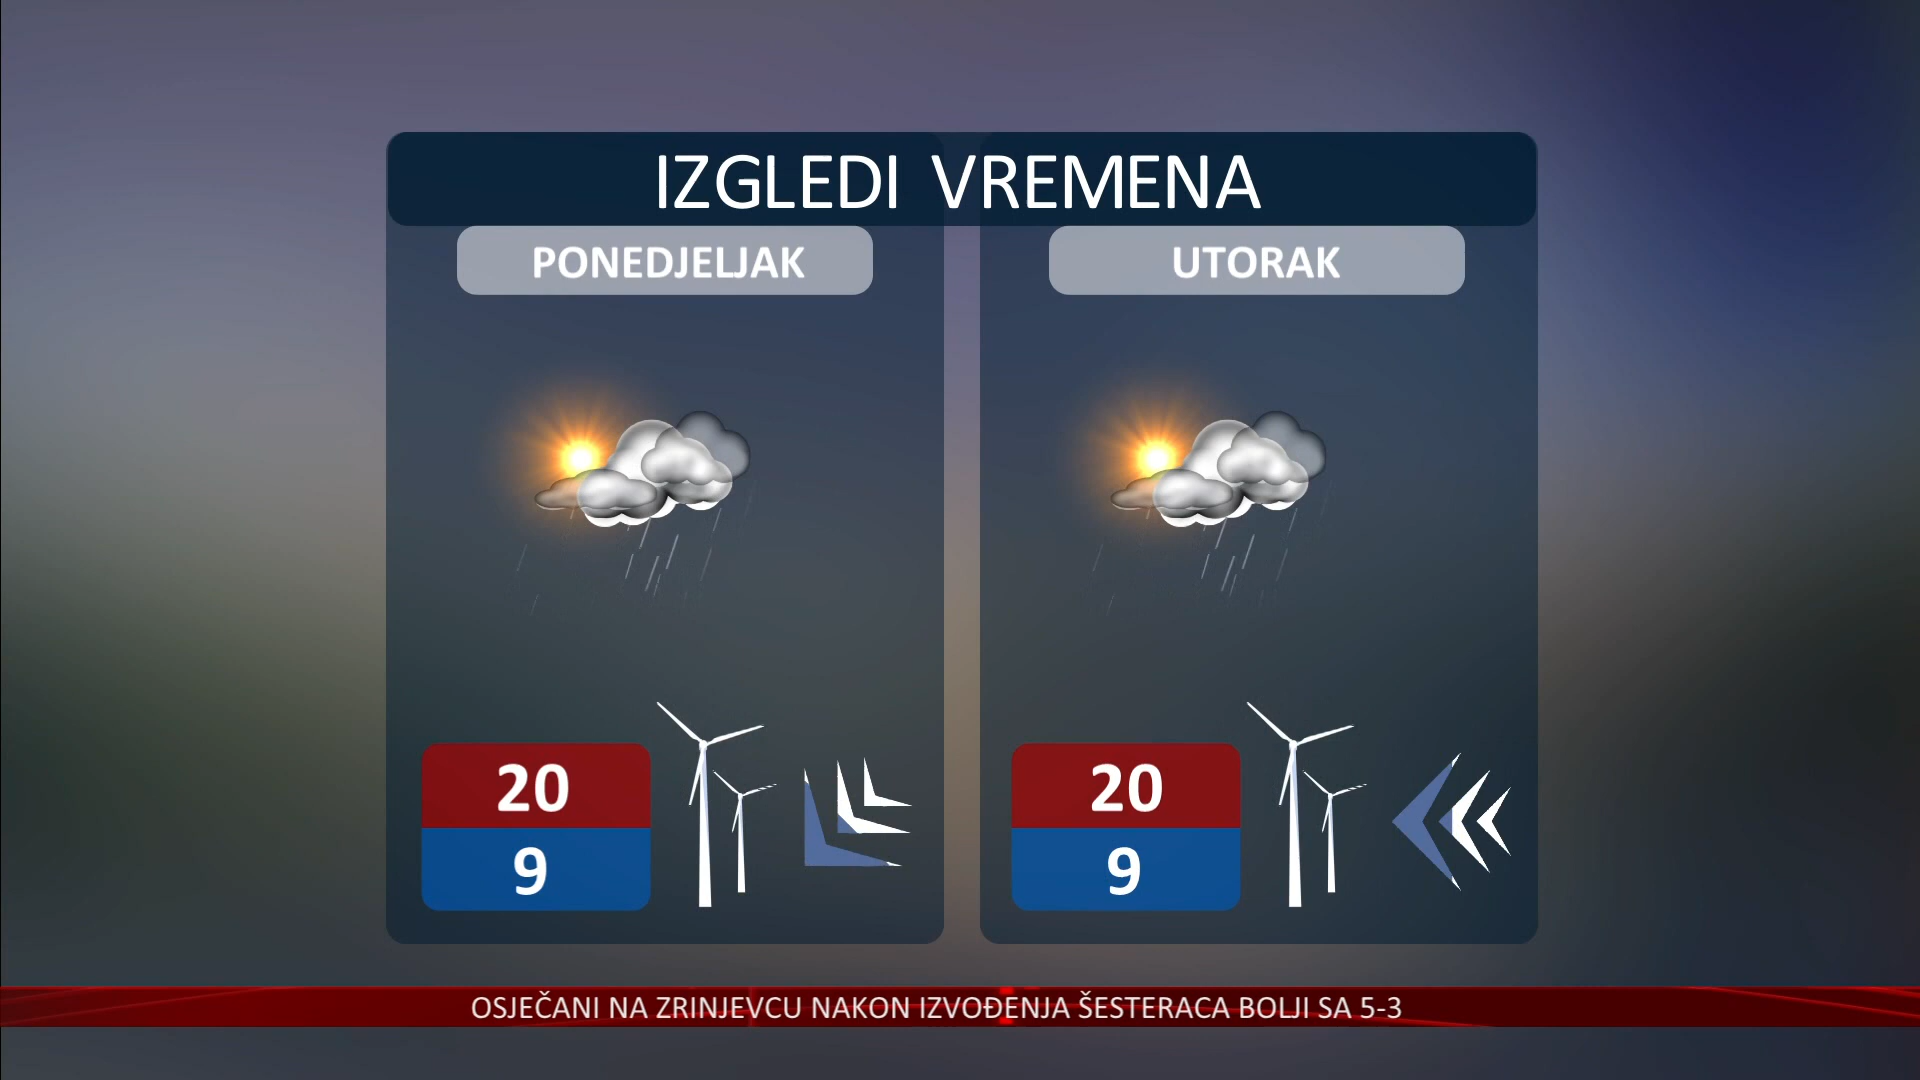 IZGLEDI VREMENA
PONEDJELJAK
UTORAK
20
9
20
9
OSJEČANI NA ZRINJEVCU NAKON IZVOĐENJA ŠESTERACA BOLJI SA 5-3